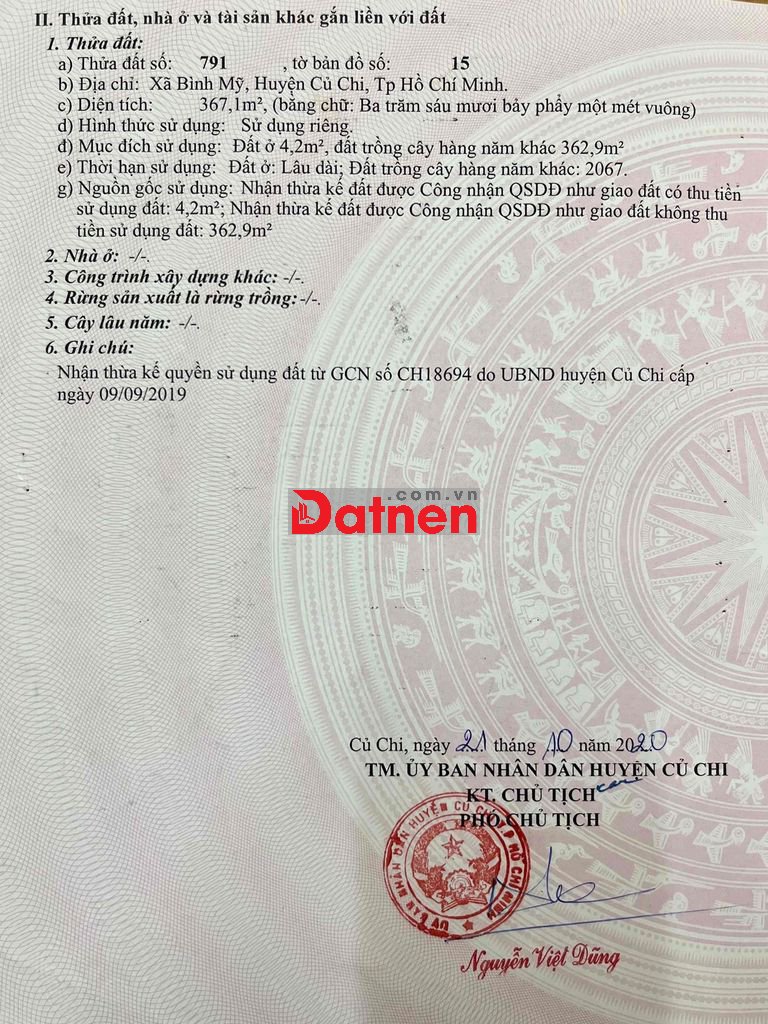 II. Thửa đất, nhà ở và tài sản khác gắn liền với đất
1. Thửa đất:
a) Thửa đất số: 791 , tờ bản đồ số: 15
b) Địa chỉ: Xã Bình Mỹ, Huyện Củ Chi, Tp Hồ Chí Minh.
c) Diện tích: 367,1m², (bằng chữ: Ba trăm sáu mươi bảy phẩy một mét vuông)
d) Hình thức sử dụng: Sử dụng riêng.
đ) Mục đích sử dụng: Đất ở 4,2m², đất trồng cây hàng năm khác 362,9m²
e) Thời hạn sử dụng: Đất ở: Lâu dài; Đất trồng cây hàng năm khác: 2067.
g) Nguồn gốc sử dụng: Nhận thừa kế đất được Công nhận QSDĐ như giao đất có thu tiền
sử dụng đất: 4,2m²; Nhận thừa kế đất được Công nhận QSDĐ như giao đất không thu
tiền sử dụng đất: 362,9m²
2. Nhà ở: -/-.
3. Công trình xây dựng khác: -/-.
4. Rừng sản xuất là rừng trồng: -/-.
5. Cây lâu năm: -/-.
6. Ghi chú:
Nhận thừa kế quyền sử dụng đất từ GCN số CH18694 do UBND huyện Củ Chi cấp
ngày 09/09/2019
.com.vn
Datnen
Củ Chi, ngày 21 tháng 10 năm 2020
TM. ỦY BAN NHÂN DÂN HUYỆN CỦ CHI
KT. CHỦ TỊCH
PHÓ CHỦ TỊCH
ỦY BAN NHÂN DÂN HUYỆN CỦ CHI T.P HỒ CHÍ MINH
Nguyễn Việt Dũng